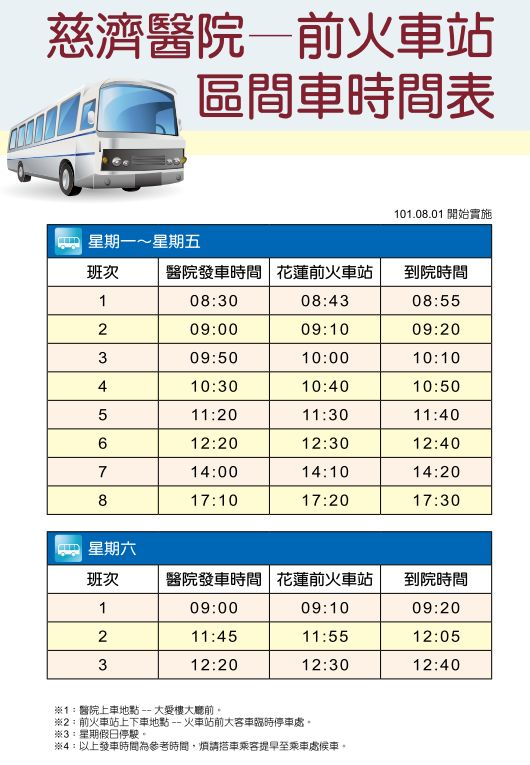 慈濟醫院—前火車站
區間車時間表
101.08.01 開始實施
星期一～星期五
班次 醫院發車時間 花蓮前火車站 到院時間
1 08:30 08:43 08:55
2 09:00 09:10 09:20
3 09:50 10:00 10:10
4 10:30 10:40 10:50
5 11:20 11:30 11:40
6 12:20 12:30 12:40
7 14:00 14:10 14:20
8 17:10 17:20 17:30
星期六
班次 醫院發車時間 花蓮前火車站 到院時間
1 09:00 09:10 09:20
2 11:45 11:55 12:05
3 12:20 12:30 12:40
※1：醫院上車地點 -- 大愛樓大廳前。
※2：前火車站上下車地點 -- 火車站前大客車臨時停車處。
※3：星期假日停駛。
※4：以上發車時間為參考時間，煩請搭車乘客提早至乘車處候車。